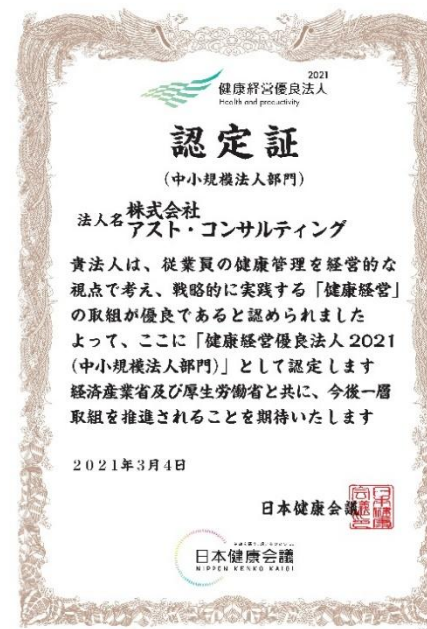 2021
健康経営優良法人
Health and productivity
認定証
(中小規模法人部門)
法人名 株式会社
アスト・コンサルティング
貴法人は、従業員の健康管理を経営的な
視点で考え、戦略的に実践する「健康経営」
の取組が優良であると認められました
よって、ここに「健康経営優良法人2021
(中小規模法人部門)」として認定します
経済産業省及び厚生労働省と共に、今後一層
取組を推進されることを期待いたします
2021年3月4日
日本健康会議
日本健康会議
NIPPON KENKO KAIGI